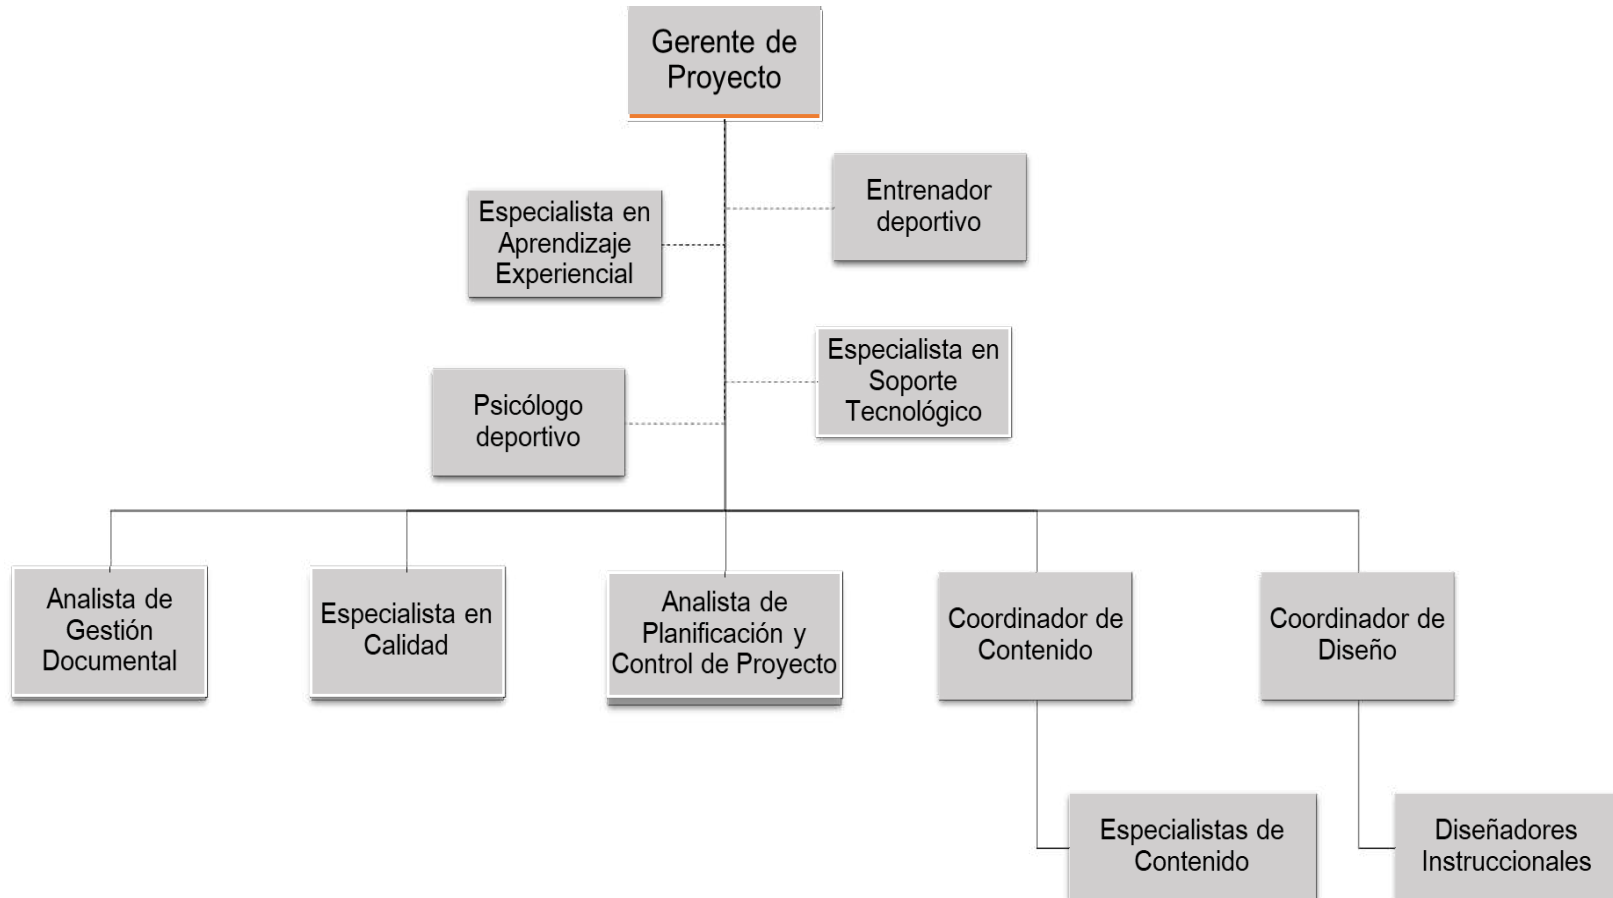 Gerente de
Proyecto
Entrenador
deportivo
Especialista en
Aprendizaje
Experiencial
Especialista en
Soporte
Tecnológico
Psicólogo
deportivo
Analista de
Gestión
Documental
Especialista en
Calidad
Analista de
Planificación y
Control de Proyecto
Coordinador de
Contenido
Coordinador de
Diseño
Especialistas de
Contenido
Diseñadores
Instruccionales